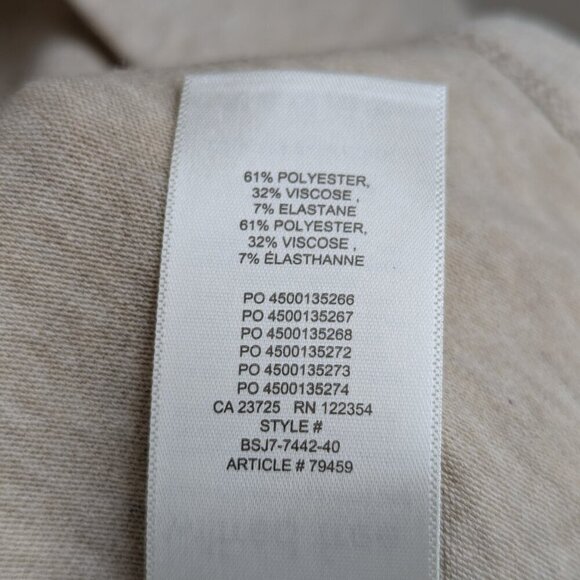 61% POLYESTER,
32% VISCOSE ,
7% ELASTANE
61% POLYESTER,
32% VISCOSE ,
7% ÉLASTHANNE
PO 4500135266
PO 4500135267
PO 4500135268
PO 4500135272
PO 4500135273
PO 4500135274
CA 23725 RN 122354
STYLE #
BSJ7-7442-40
ARTICLE # 79459